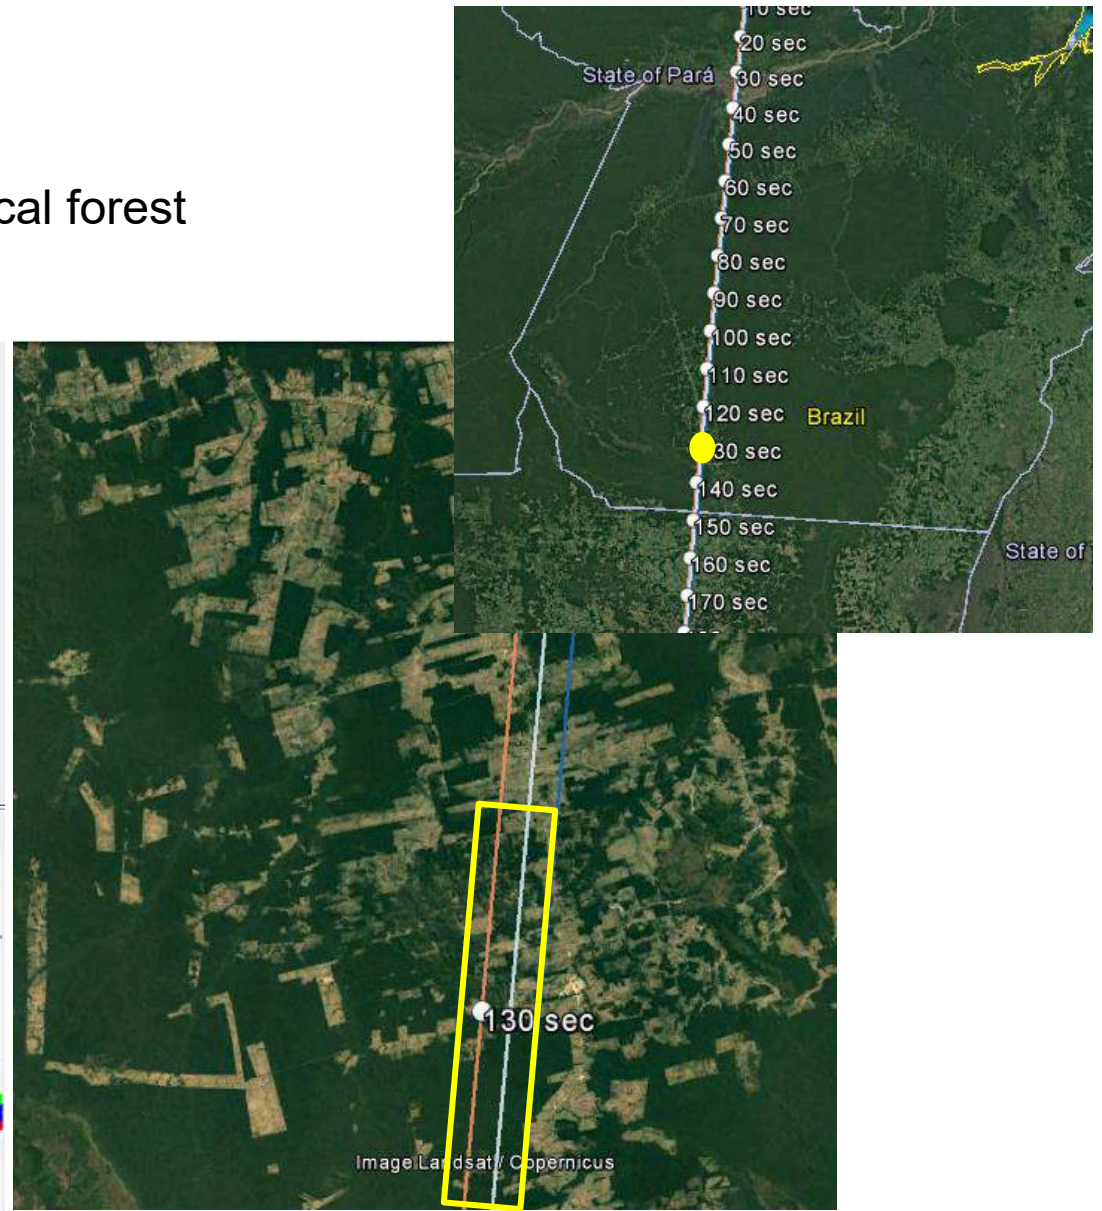 cal forest
10 sec
20 sec
State of Pará
30 sec
40 sec
50 sec
60 sec
70 sec
80 sec
90 sec
100 sec
110 sec
120 sec
Brazil
30 sec
140 sec
150 sec
State of
160 sec
170 sec
130 sec
Image Landsat / Copernicus